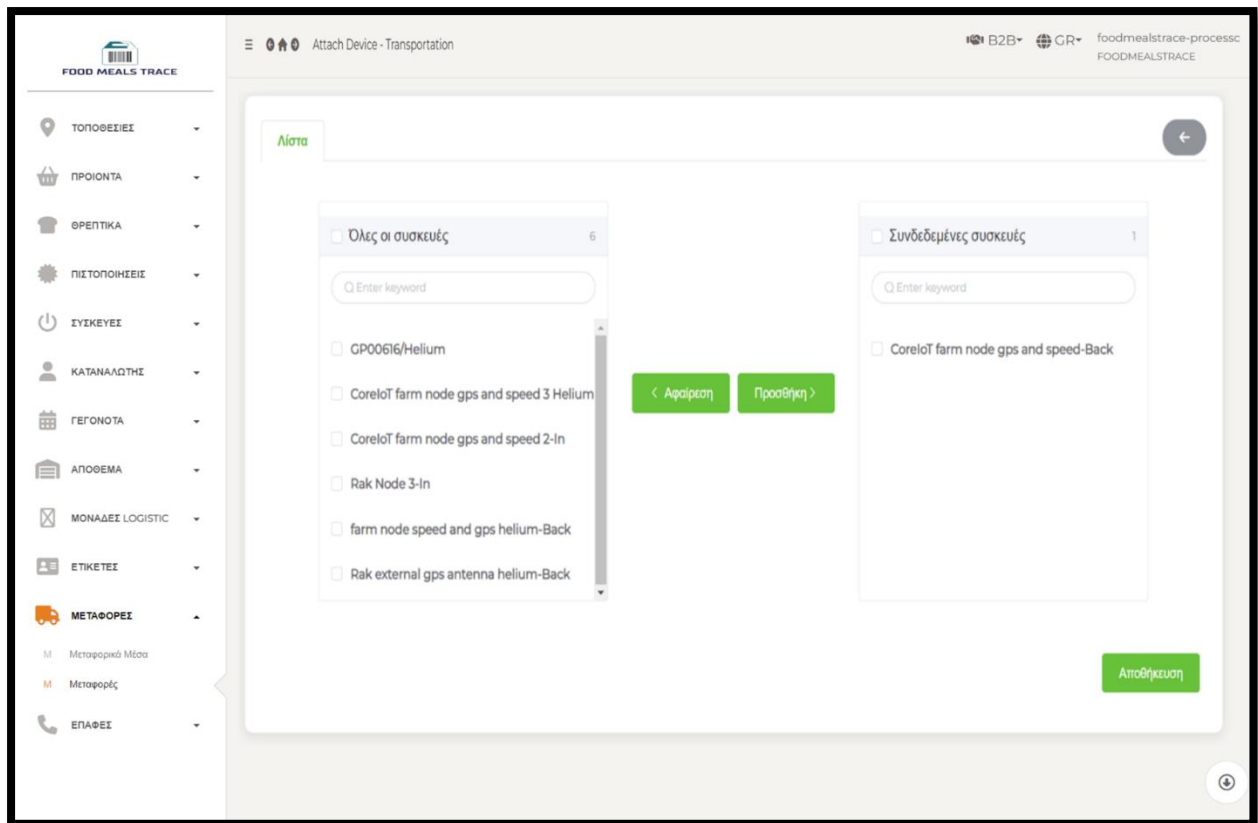 FOOD MEALS TRACE
Attach Device - Transportation
B2B
GR
foodmealstrace-processc
FOODMEALSTRACE
ΤΟΠΟΘΕΣΙΕΣ
ΠΡΟΙΟΝΤΑ
ΘΡΕΠΤΙΚΑ
ΠΙΣΤΟΠΟΙΗΣΕΙΣ
ΣΥΣΚΕΥΕΣ
ΚΑΤΑΝΑΛΩΤΗΣ
ΓΕΓΟΝΟΤΑ
ΑΠΟΘΕΜΑ
ΜΟΝΑΔΕΣ LOGISTIC
ΕΤΙΚΕΤΕΣ
ΜΕΤΑΦΟΡΕΣ
Μ Μεταφορικά Μέσα
Μ Μεταφορές
ΕΠΑΦΕΣ
Λίστα
Όλες οι συσκευές 6
Enter keyword
GP00616/Helium
CoreIoT farm node gps and speed 3 Helium
CoreIoT farm node gps and speed 2-In
Rak Node 3-In
farm node speed and gps helium-Back
Rak external gps antenna helium-Back
< Αφαίρεση
Προσθήκη >
Συνδεδεμένες συσκευές 1
Enter keyword
CoreIoT farm node gps and speed-Back
Αποθήκευση